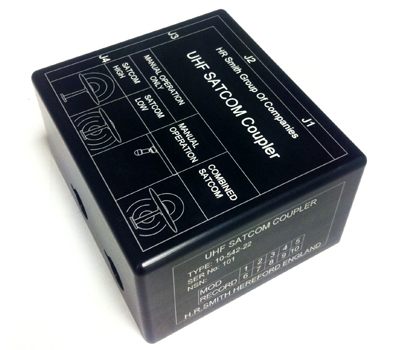 J1
J2
J3
J4
HR Smith Group Of Companies
UHF SATCOM Coupler
MANUAL OPERATION
ONLY
SATCOM
HIGH
SATCOM
LOW
MANUAL
OPERATION
COMBINED
SATCOM
UHF SATCOM COUPLER
TYPE: 10-542-22
SER No: 101
NSN:
MOD 1 2 3 4 5
RECORD 6 7 8 9 10
H.R.SMITH HEREFORD ENGLAND